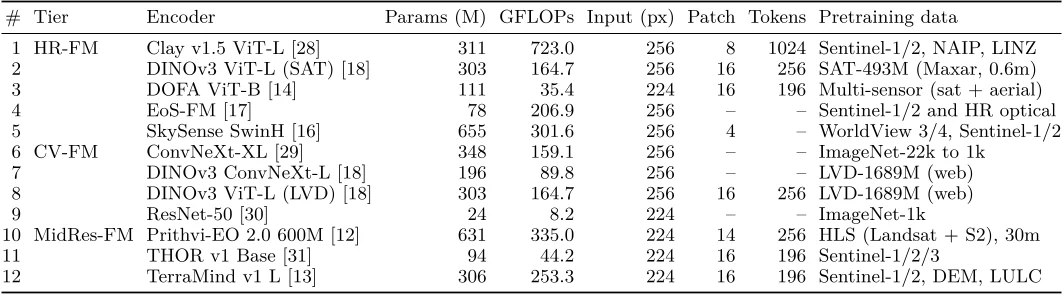 # Tier Encoder Params (M) GFLOPs Input (px) Patch Tokens Pretraining data
1 HR-FM Clay v1.5 ViT-L [28] 311 723.0 256 8 1024 Sentinel-1/2, NAIP, LINZ
2 DINOv3 ViT-L (SAT) [18] 303 164.7 256 16 256 SAT-493M (Maxar, 0.6m)
3 DOFA ViT-B [14] 111 35.4 224 16 196 Multi-sensor (sat + aerial)
4 EoS-FM [17] 78 206.9 256 – – Sentinel-1/2 and HR optical
5 SkySense SwinH [16] 655 301.6 256 4 – WorldView 3/4, Sentinel-1/2
6 CV-FM ConvNeXt-XL [29] 348 159.1 256 – – ImageNet-22k to 1k
7 DINOv3 ConvNeXt-L [18] 196 89.8 256 – – LVD-1689M (web)
8 DINOv3 ViT-L (LVD) [18] 303 164.7 256 16 256 LVD-1689M (web)
9 ResNet-50 [30] 24 8.2 224 – – ImageNet-1k
10 MidRes-FM Prithvi-EO 2.0 600M [12] 631 335.0 224 14 256 HLS (Landsat + S2), 30m
11 THOR v1 Base [31] 94 44.2 224 16 196 Sentinel-1/2/3
12 TerraMind v1 L [13] 306 253.3 224 16 196 Sentinel-1/2, DEM, LULC